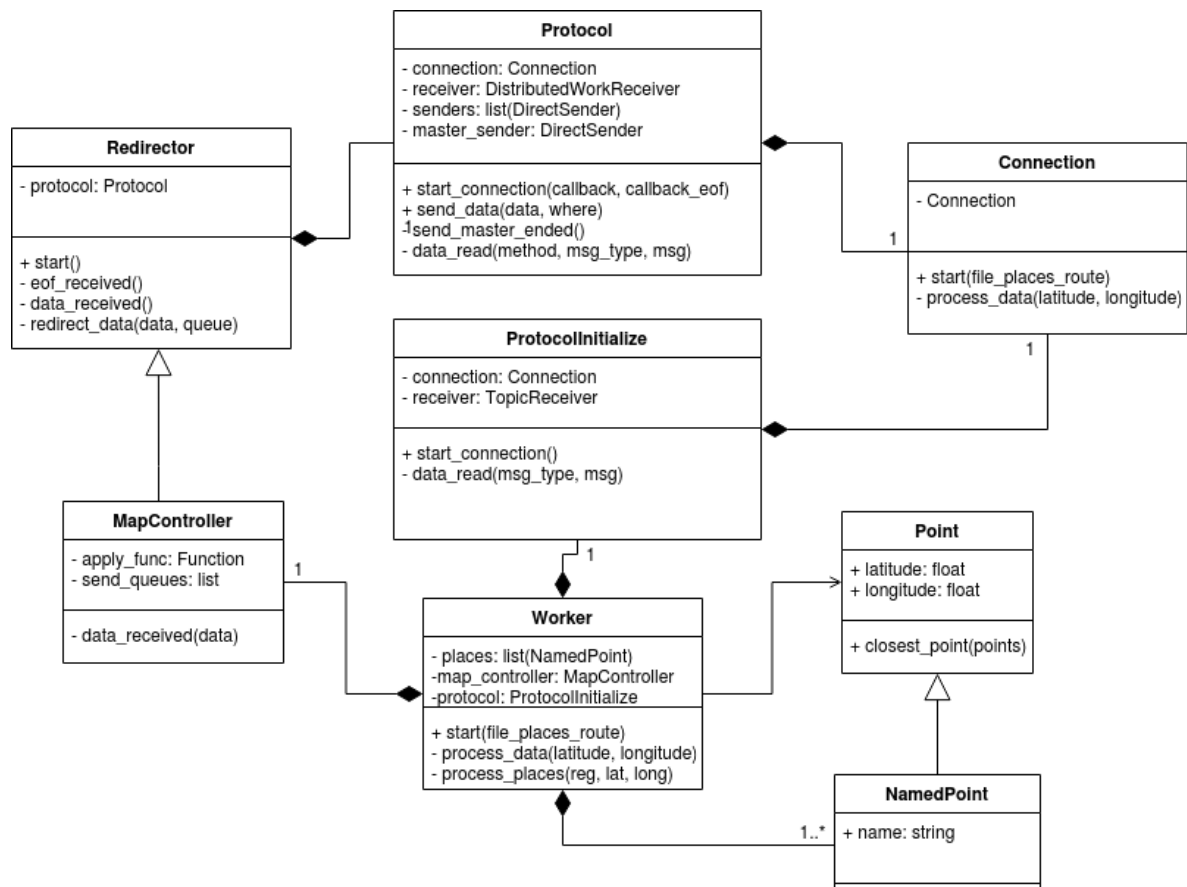 Protocol
- connection: Connection
- receiver: DistributedWorkReceiver
- senders: list(DirectSender)
- master_sender: DirectSender
+ start_connection(callback, callback_eof)
+ send_data(data, where)
1
- send_master_ended()
- data_read(method, msg_type, msg)
Redirector
- protocol: Protocol
+ start()
- eof_received()
- data_received()
- redirect_data(data, queue)
Connection
- Connection
+ start(file_places_route)
- process_data(latitude, longitude)
1
1
ProtocolInitialize
- connection: Connection
- receiver: TopicReceiver
+ start_connection()
- data_read(msg_type, msg)
1
MapController
- apply_func: Function
- send_queues: list
- data_received(data)
1
Point
+ latitude: float
+ longitude: float
+ closest_point(points)
Worker
- places: list(NamedPoint)
-map_controller: MapController
-protocol: ProtocolInitialize
+ start(file_places_route)
- process_data(latitude, longitude)
- process_places(reg, lat, long)
NamedPoint
1..*
+ name: string